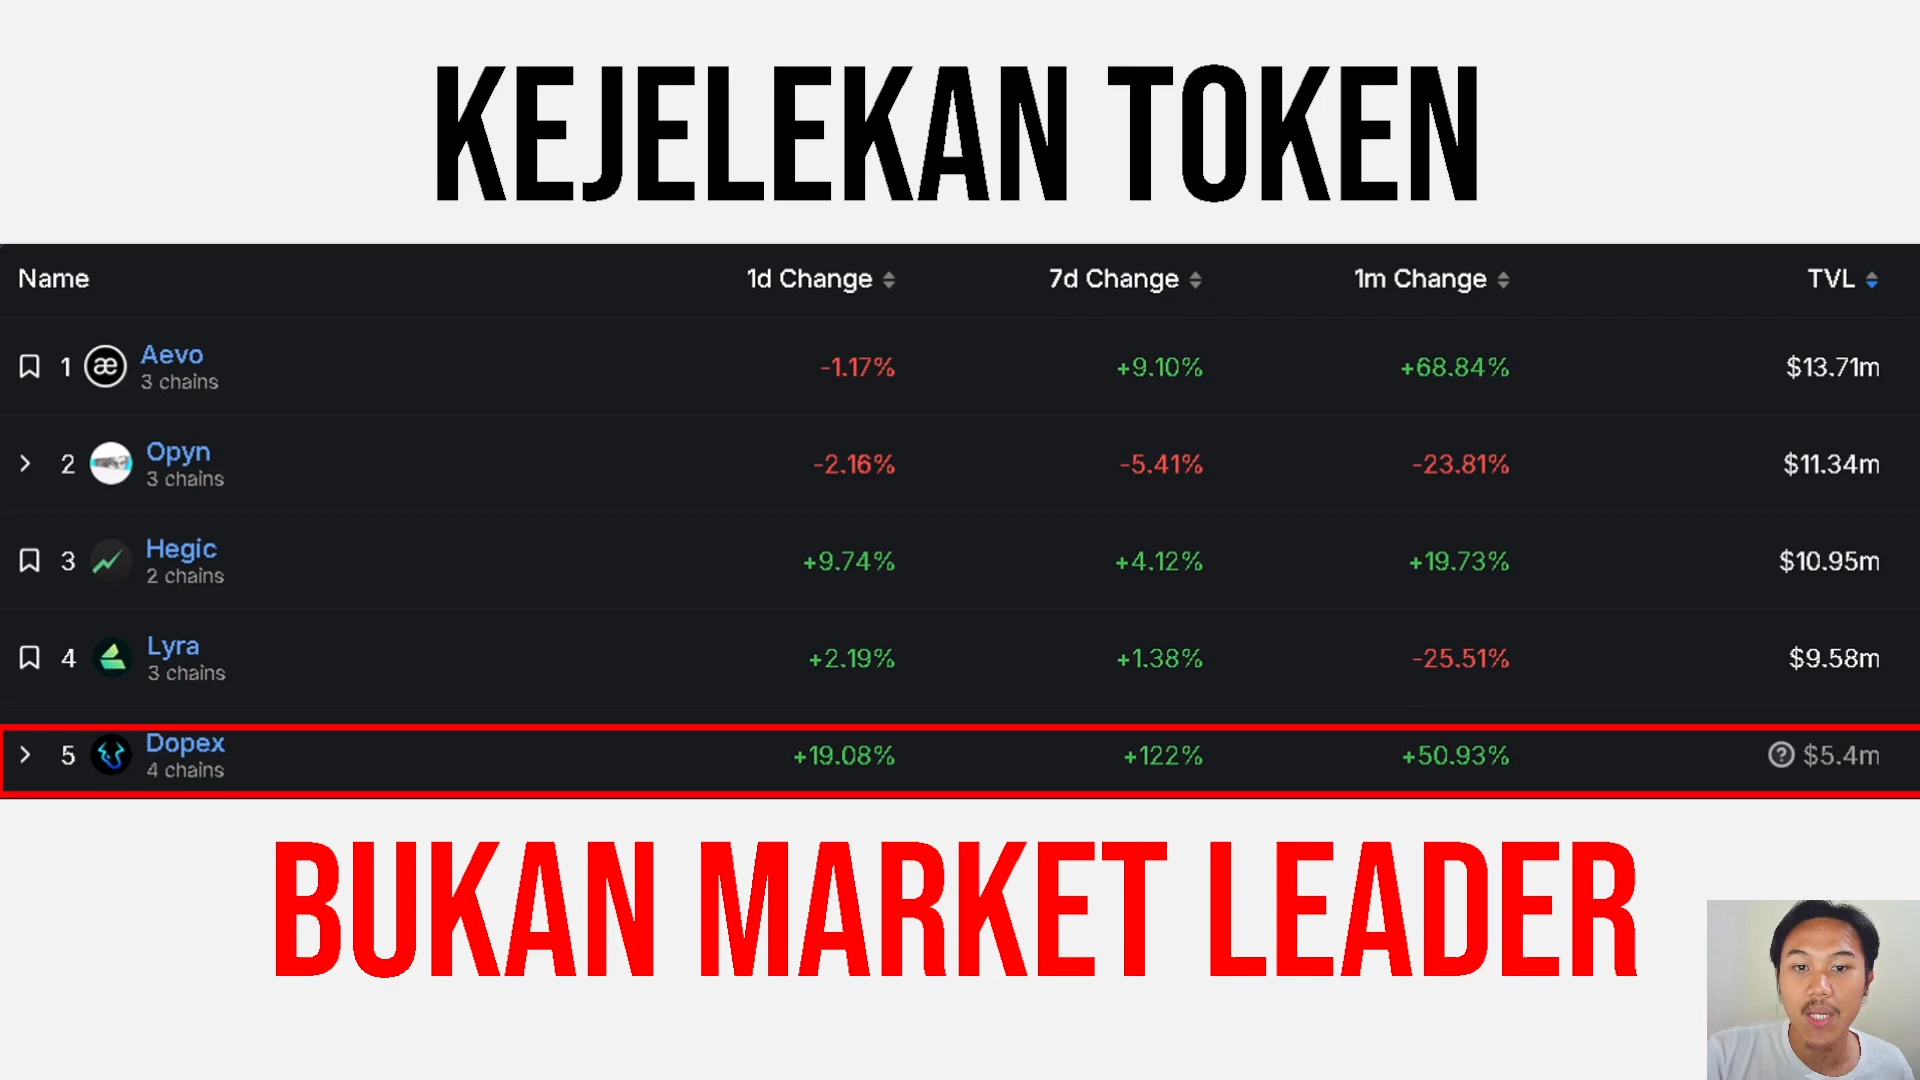 KEJELEKAN TOKEN
Name 1d Change 7d Change 1m Change TVL
1 æ Aevo -1.17% +9.10% +68.84% $13.71m
3 chains
2 Opyn -2.16% -5.41% -23.81% $11.34m
3 chains
3 Hegic +9.74% +4.12% +19.73% $10.95m
2 chains
4 Lyra +2.19% +1.38% -25.51% $9.58m
3 chains
5 Dopex +19.08% +122% +50.93% ? $5.4m
4 chains
BUKAN MARKET LEADER